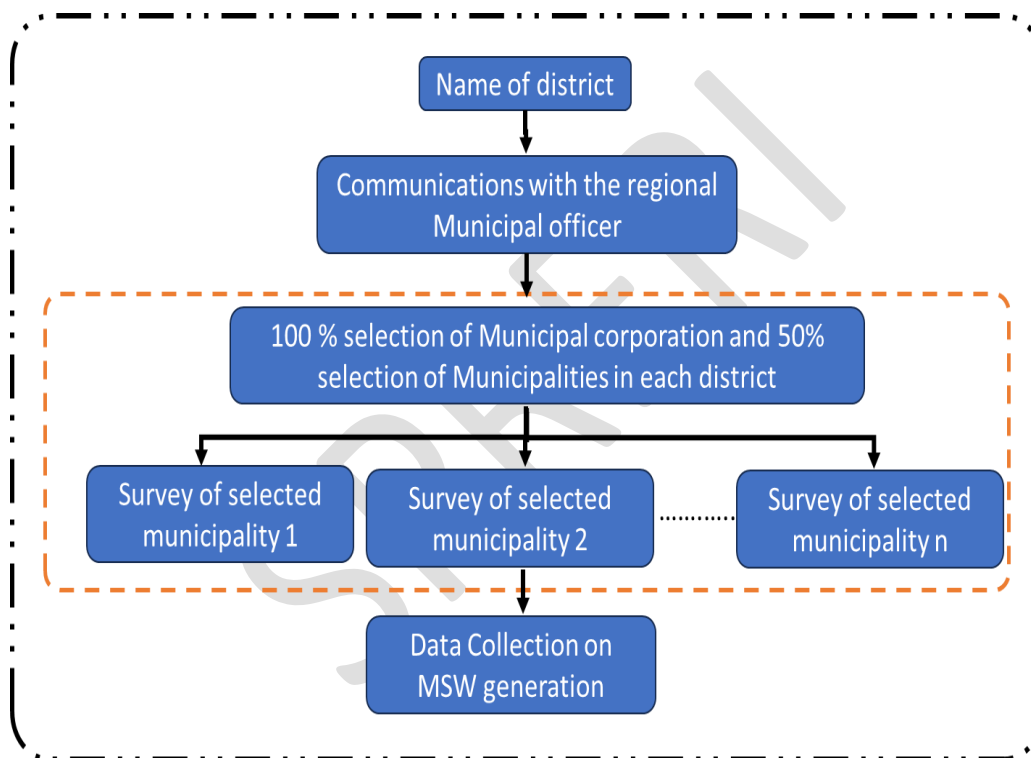 Name of district
Communications with the regional
Municipal officer
100 % selection of Municipal corporation and 50%
selection of Municipalities in each district
Survey of selected
municipality 1
Survey of selected
municipality 2
Survey of selected
municipality n
Data Collection on
MSW generation